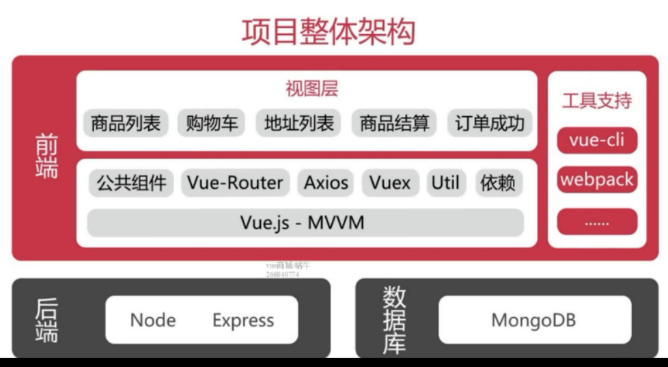 项目整体架构
前端
视图层
商品列表 购物车 地址列表 商品结算 订单成功
公共组件 Vue-Router Axios Vuex Util 依赖
Vue.js - MVVM
工具支持
vue-cli
webpack
......
后端
Node Express
数据库
MongoDB